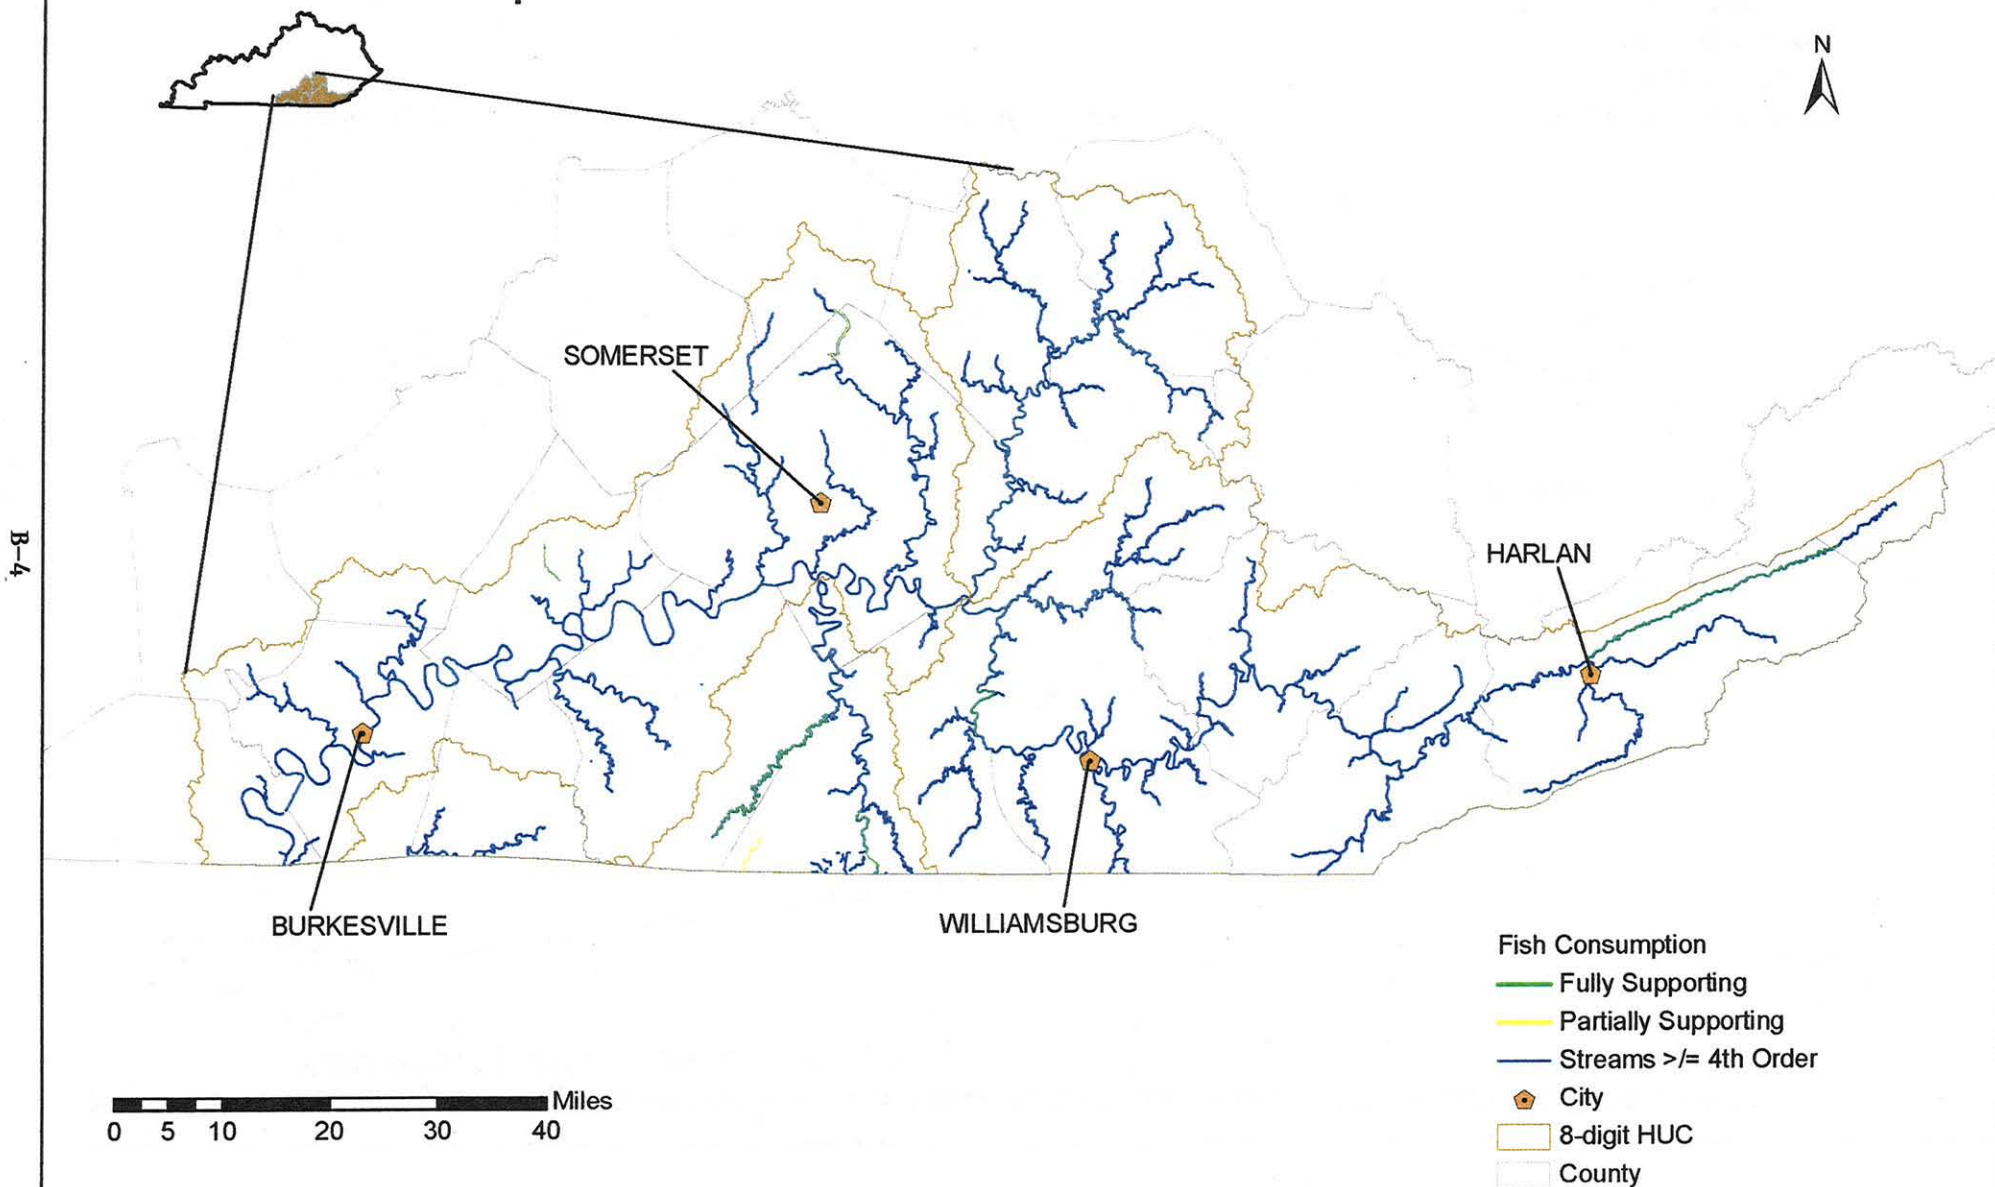 N
SOMERSET
HARLAN
B-4
BURKESVILLE
WILLIAMSBURG
Fish Consumption
Fully Supporting
Partially Supporting
Streams >/= 4th Order
City
8-digit HUC
County
Miles
0 5 10 20 30 40